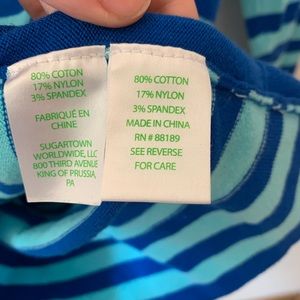 80% COTTON
17% NYLON
3% SPANDEX
FABRIQUÉ EN
CHINE
SUGARTOWN
WORLDWIDE, LLC
800 THIRD AVENUE
KING OF PRUSSIA,
PA
80% COTTON
17% NYLON
3% SPANDEX
MADE IN CHINA
RN # 88189
SEE REVERSE
FOR CARE